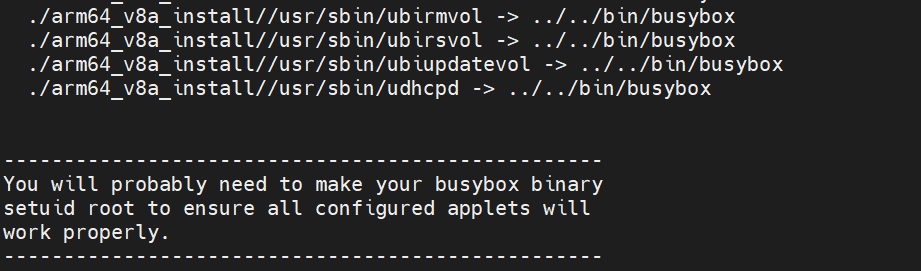 ./arm64_v8a_install//usr/sbin/ubirmvol -> ../../bin/busybox
./arm64_v8a_install//usr/sbin/ubirsvol -> ../../bin/busybox
./arm64_v8a_install//usr/sbin/ubiupdatevol -> ../../bin/busybox
./arm64_v8a_install//usr/sbin/udhcpd -> ../../bin/busybox
--------------------------------------------------
You will probably need to make your busybox binary
setuid root to ensure all configured applets will
work properly.
--------------------------------------------------